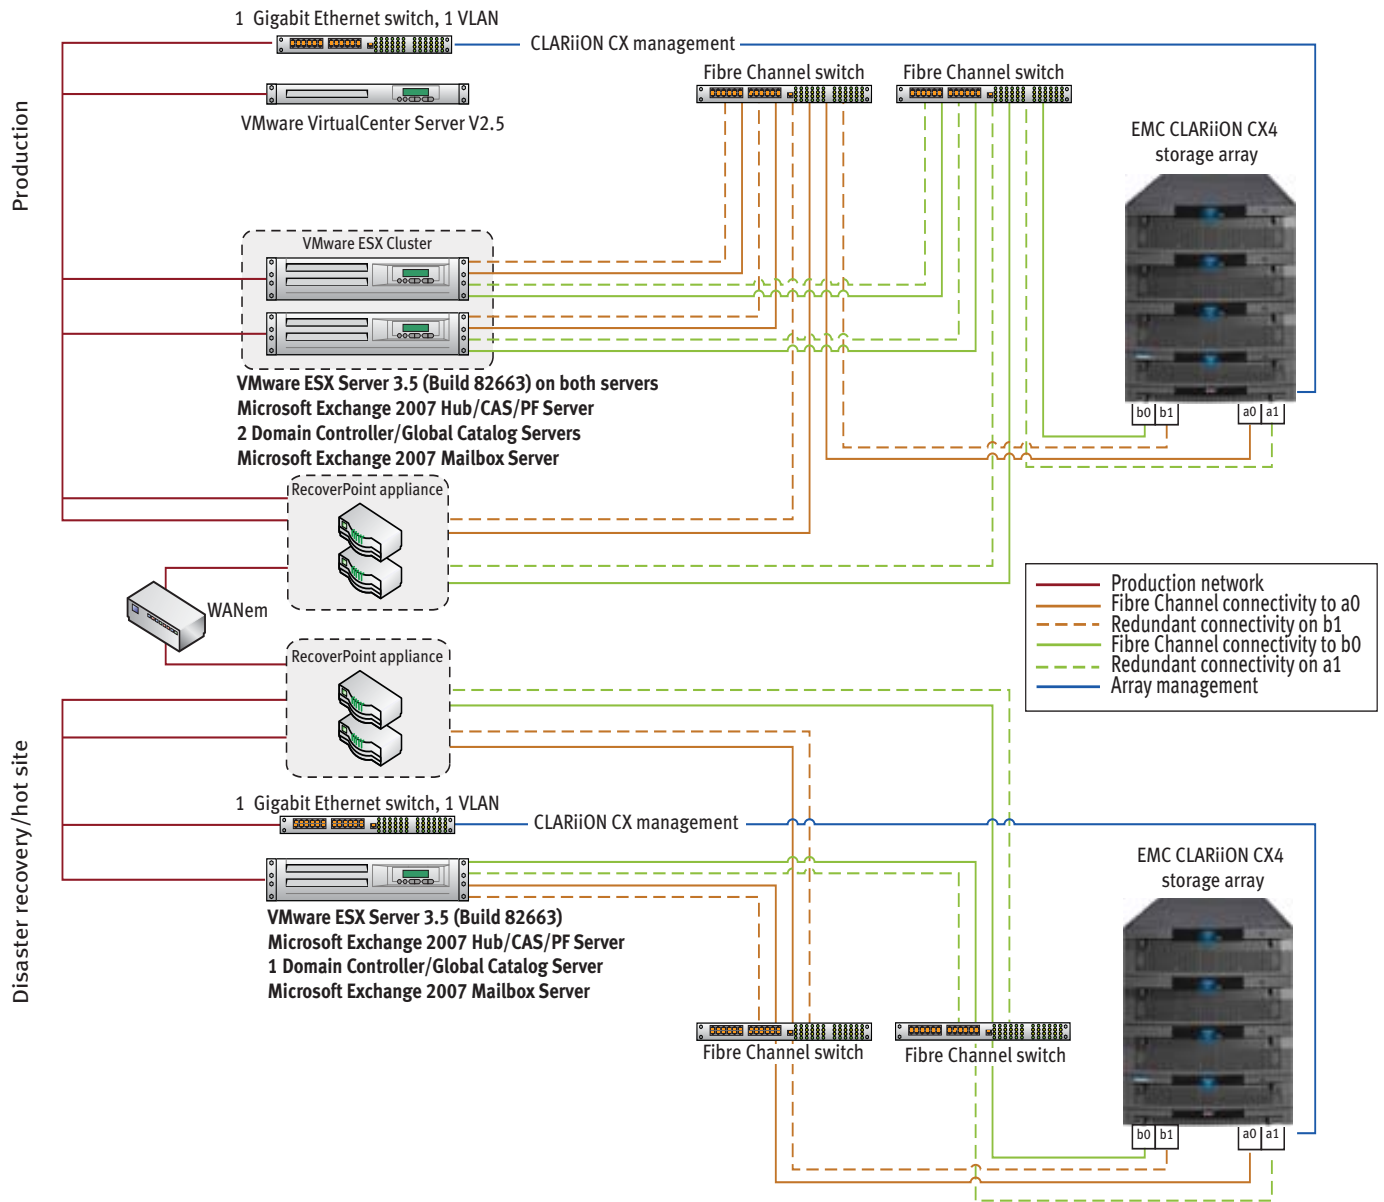 1 Gigabit Ethernet switch, 1 VLAN
CLARiiON CX management
Fibre Channel switch
Fibre Channel switch
VMware VirtualCenter Server V2.5
EMC CLARiiON CX4
storage array
Production
VMware ESX Cluster
VMware ESX Server 3.5 (Build 82663) on both servers
Microsoft Exchange 2007 Hub/CAS/PF Server
2 Domain Controller/Global Catalog Servers
Microsoft Exchange 2007 Mailbox Server
b0 b1 a0 a1
RecoverPoint appliance
WANem
Production network
Fibre Channel connectivity to a0
Redundant connectivity on b1
Fibre Channel connectivity to b0
Redundant connectivity on a1
Array management
RecoverPoint appliance
Disaster recovery/hot site
1 Gigabit Ethernet switch, 1 VLAN
CLARiiON CX management
EMC CLARiiON CX4
storage array
VMware ESX Server 3.5 (Build 82663)
Microsoft Exchange 2007 Hub/CAS/PF Server
1 Domain Controller/Global Catalog Server
Microsoft Exchange 2007 Mailbox Server
Fibre Channel switch
Fibre Channel switch
b0 b1 a0 a1